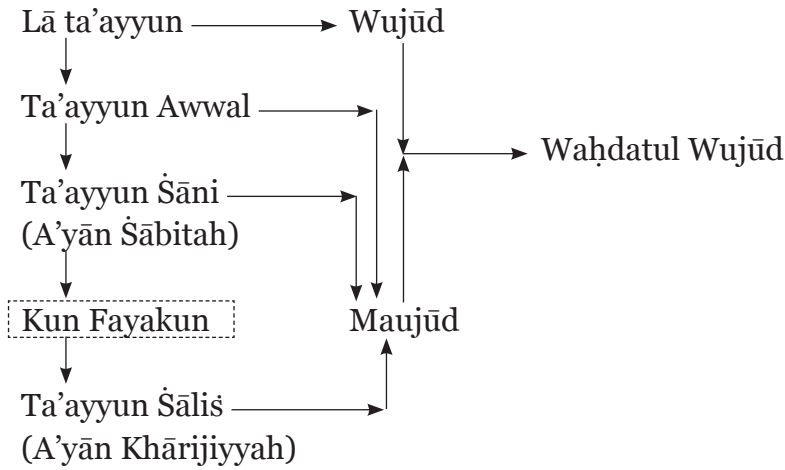 Lā ta’ayyun
Wujūd
Ta’ayyun Awwal
Waḥdatul Wujūd
Ta’ayyun Ṡāni
(A’yān Ṡābitah)
Kun Fayakun
Maujūd
Ta’ayyun Ṡāliṡ
(A’yān Khārijiyyah)